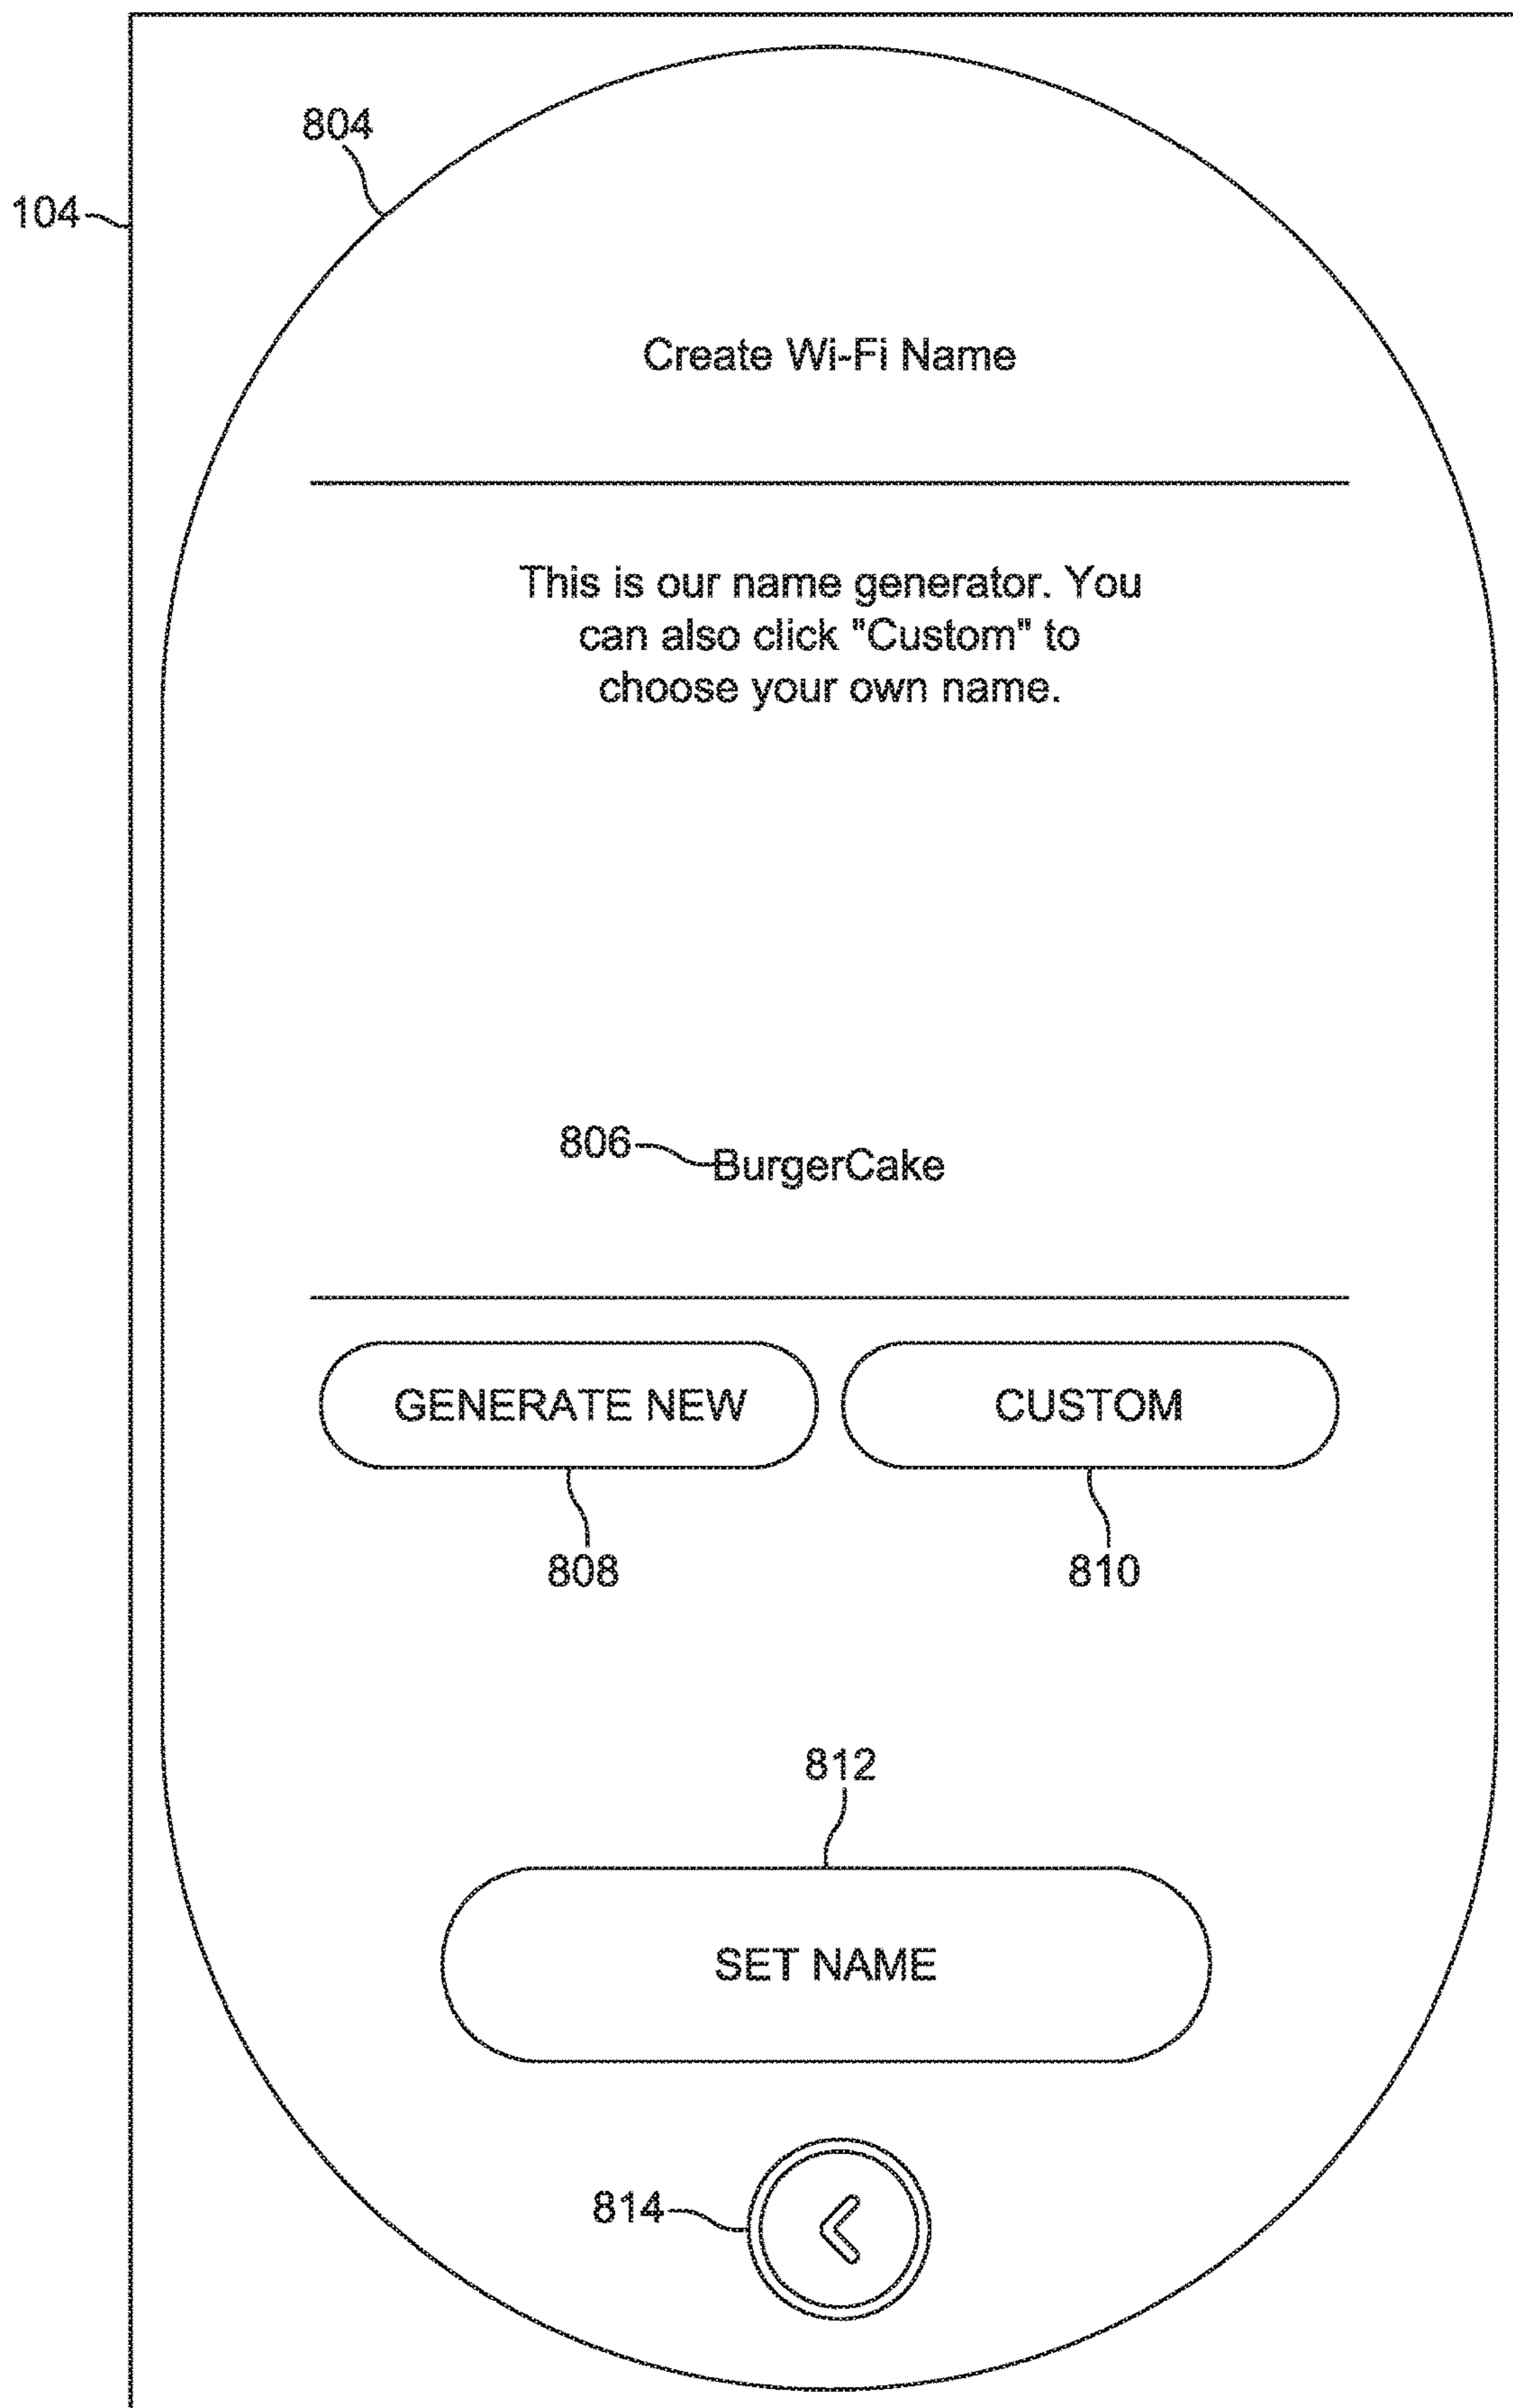 804
104
Create Wi-Fi Name
This is our name generator. You
can also click "Custom" to
choose your own name.
806
BurgerCake
GENERATE NEW
CUSTOM
808
810
812
SET NAME
814